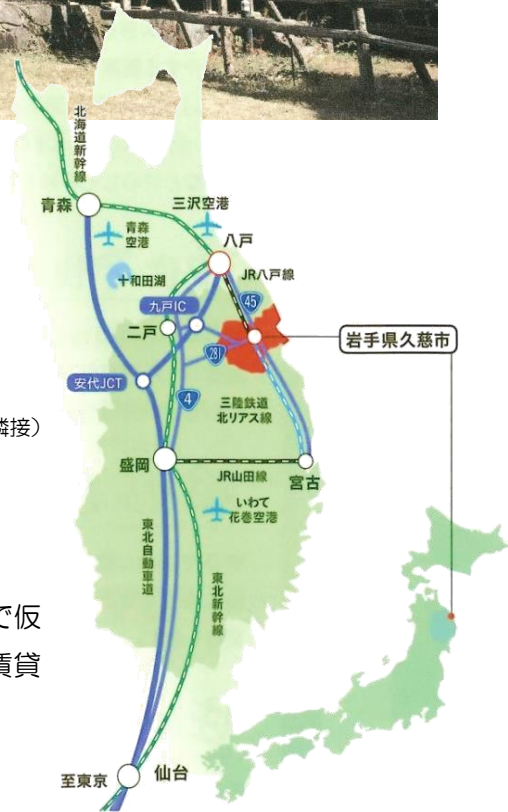 北海道新幹線
青森
三沢空港
青森
空港
八戸
十和田湖
JR八戸線
九戸IC
45
二戸
281
岩手県久慈市
安代JCT
4
三陸鉄道
北リアス線
隣接）
盛岡
JR山田線
宮古
いわて
花巻空港
東北自動車道
東北新幹線
で仮
賃貸
至東京
仙台